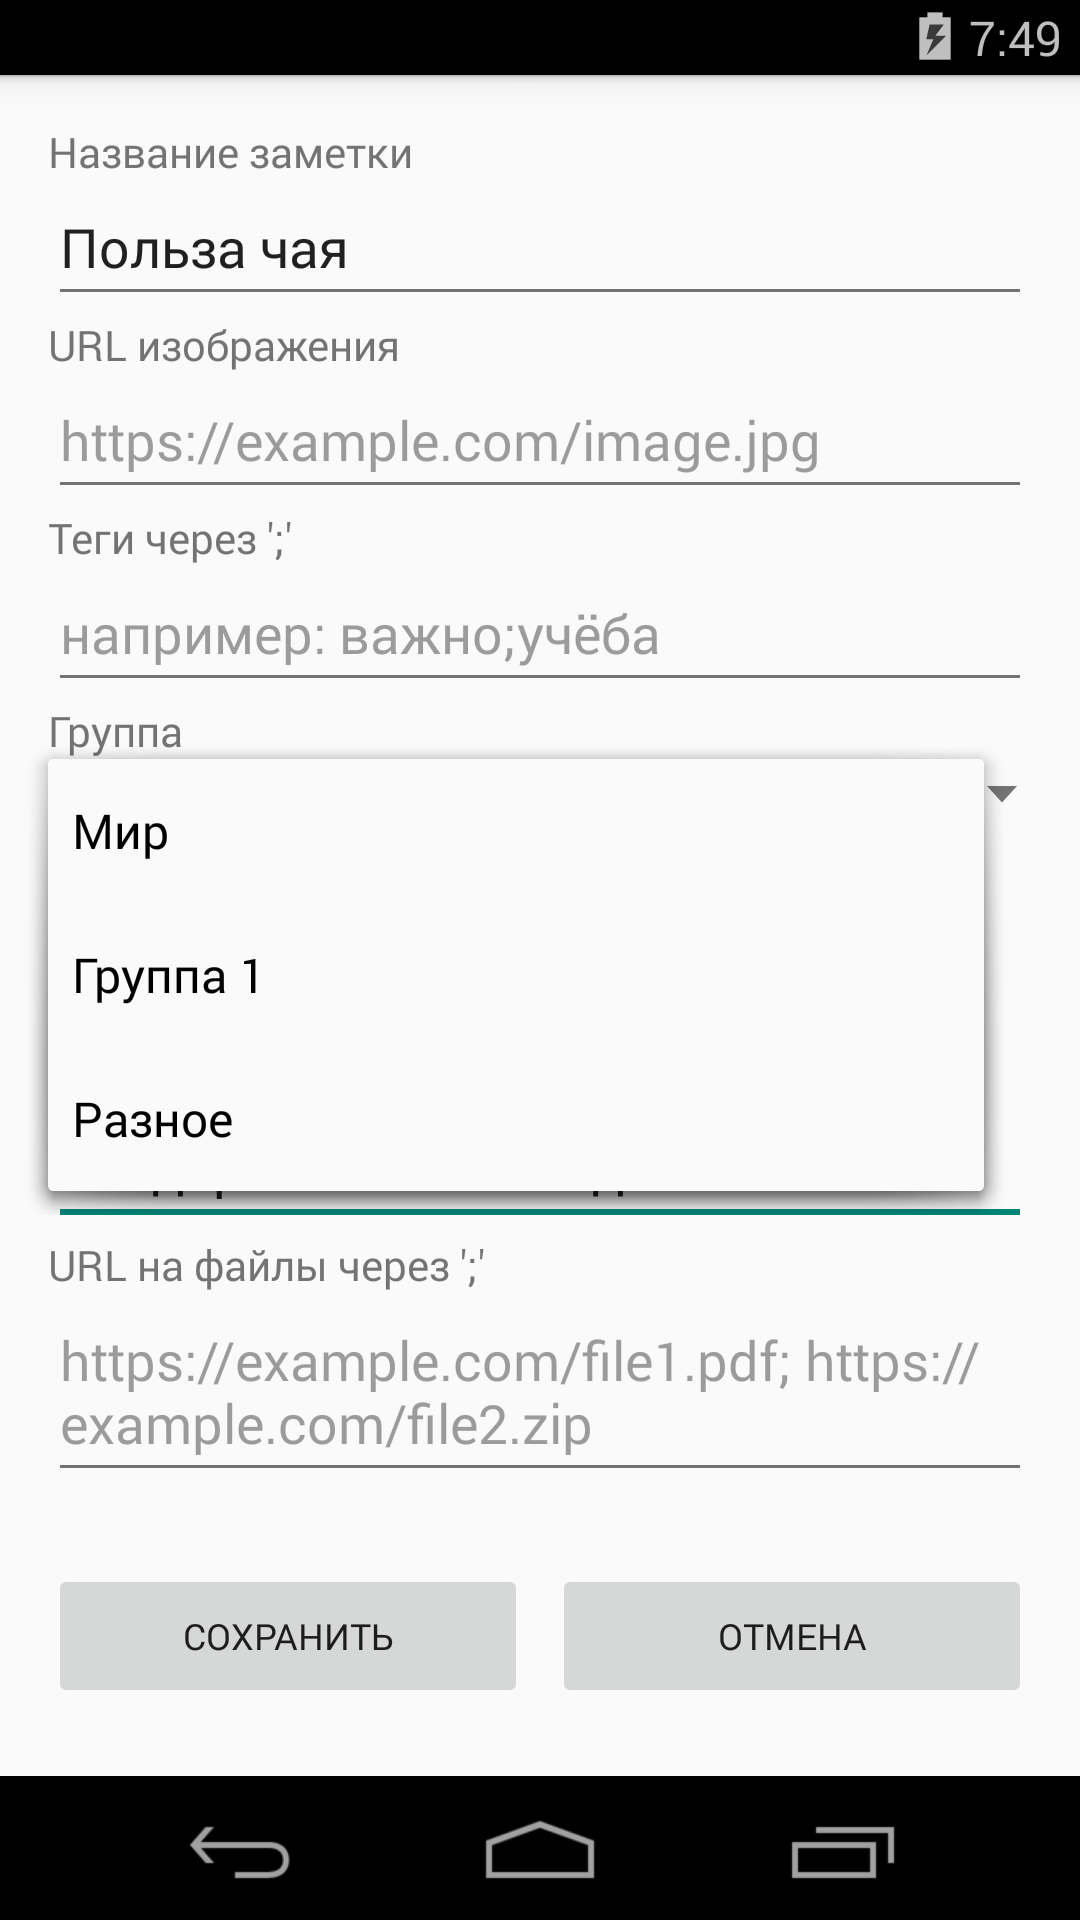 7:49
Название заметки
Польза чая
URL изображения
https://example.com/image.jpg
Теги через ';'
например: важно;учёба
Группа
Мир
Группа 1
Разное
URL на файлы через ';'
https://example.com/file1.pdf; https://
example.com/file2.zip
СОХРАНИТЬ
ОТМЕНА